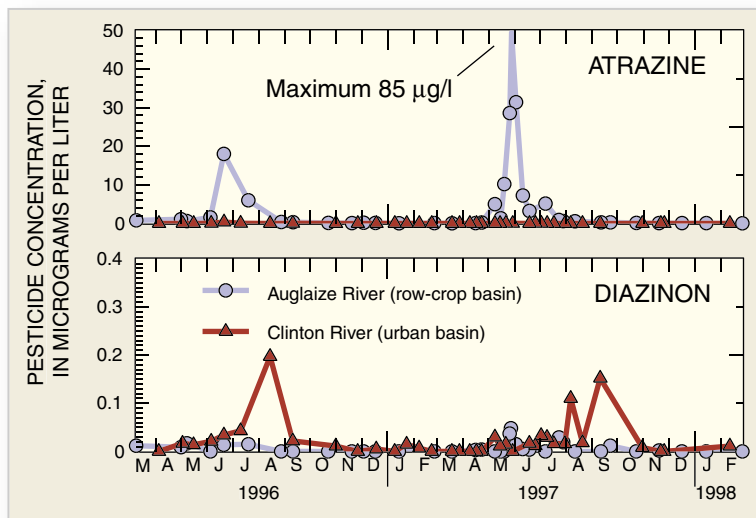 PESTICIDE CONCENTRATION,
IN MICROGRAMS PER LITER
50
40
30
20
10
0
ATRAZINE
Maximum 85 µg/l
0.4
0.3
0.2
0.1
0
DIAZINON
Auglaize River (row-crop basin)
Clinton River (urban basin)
M A M J J A S O N D J F M A M J J A S O N D J F
1996 1997 1998